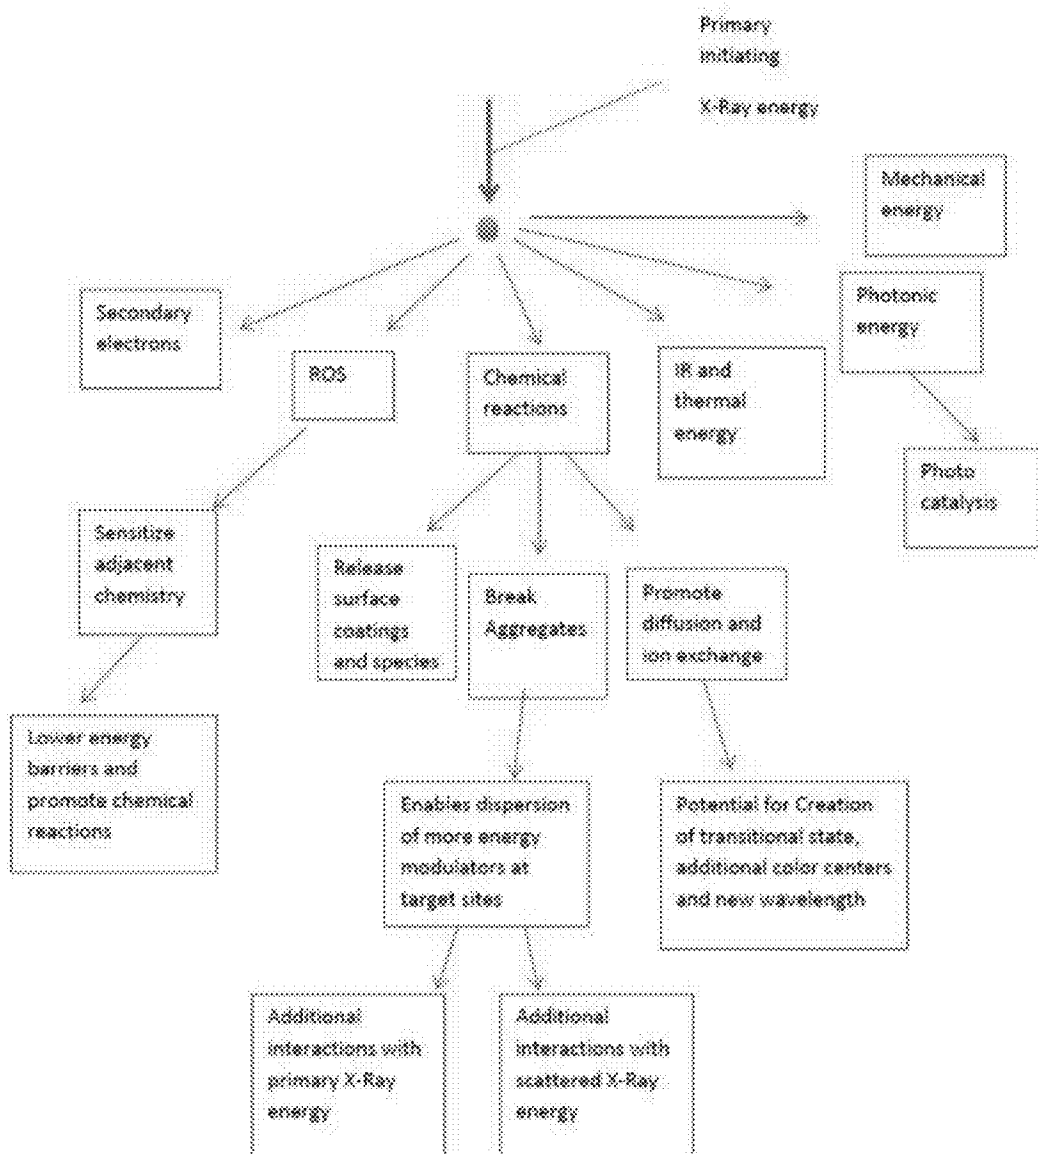 Primary
initiating
X-Ray energy
Mechanical
energy
Secondary
electrons
ROS
Chemical
reactions
IR and
thermal
energy
Photonic
energy
Photo
catalysis
Sensitize
adjacent
chemistry
Release
surface
coatings
and species
Break
Aggregates
Promote
diffusion and
ion exchange
Lower energy
barriers and
promote chemical
reactions
Enables dispersion
of more energy
modulators at
target sites
Potential for Creation
of transitional state,
additional color centers
and new wavelength
Additional
interactions with
primary X-Ray
energy
Additional
interactions with
scattered X-Ray
energy